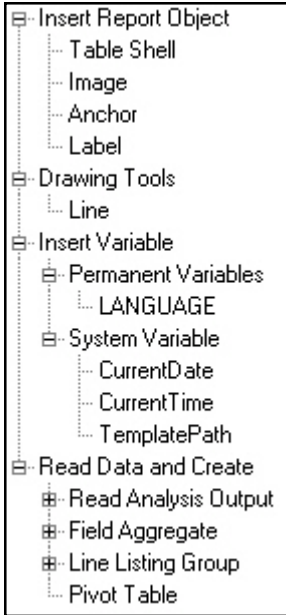 Insert Report Object
Table Shell
Image
Anchor
Label
Drawing Tools
Line
Insert Variable
Permanent Variables
LANGUAGE
System Variable
CurrentDate
CurrentTime
TemplatePath
Read Data and Create
Read Analysis Output
Field Aggregate
Line Listing Group
Pivot Table